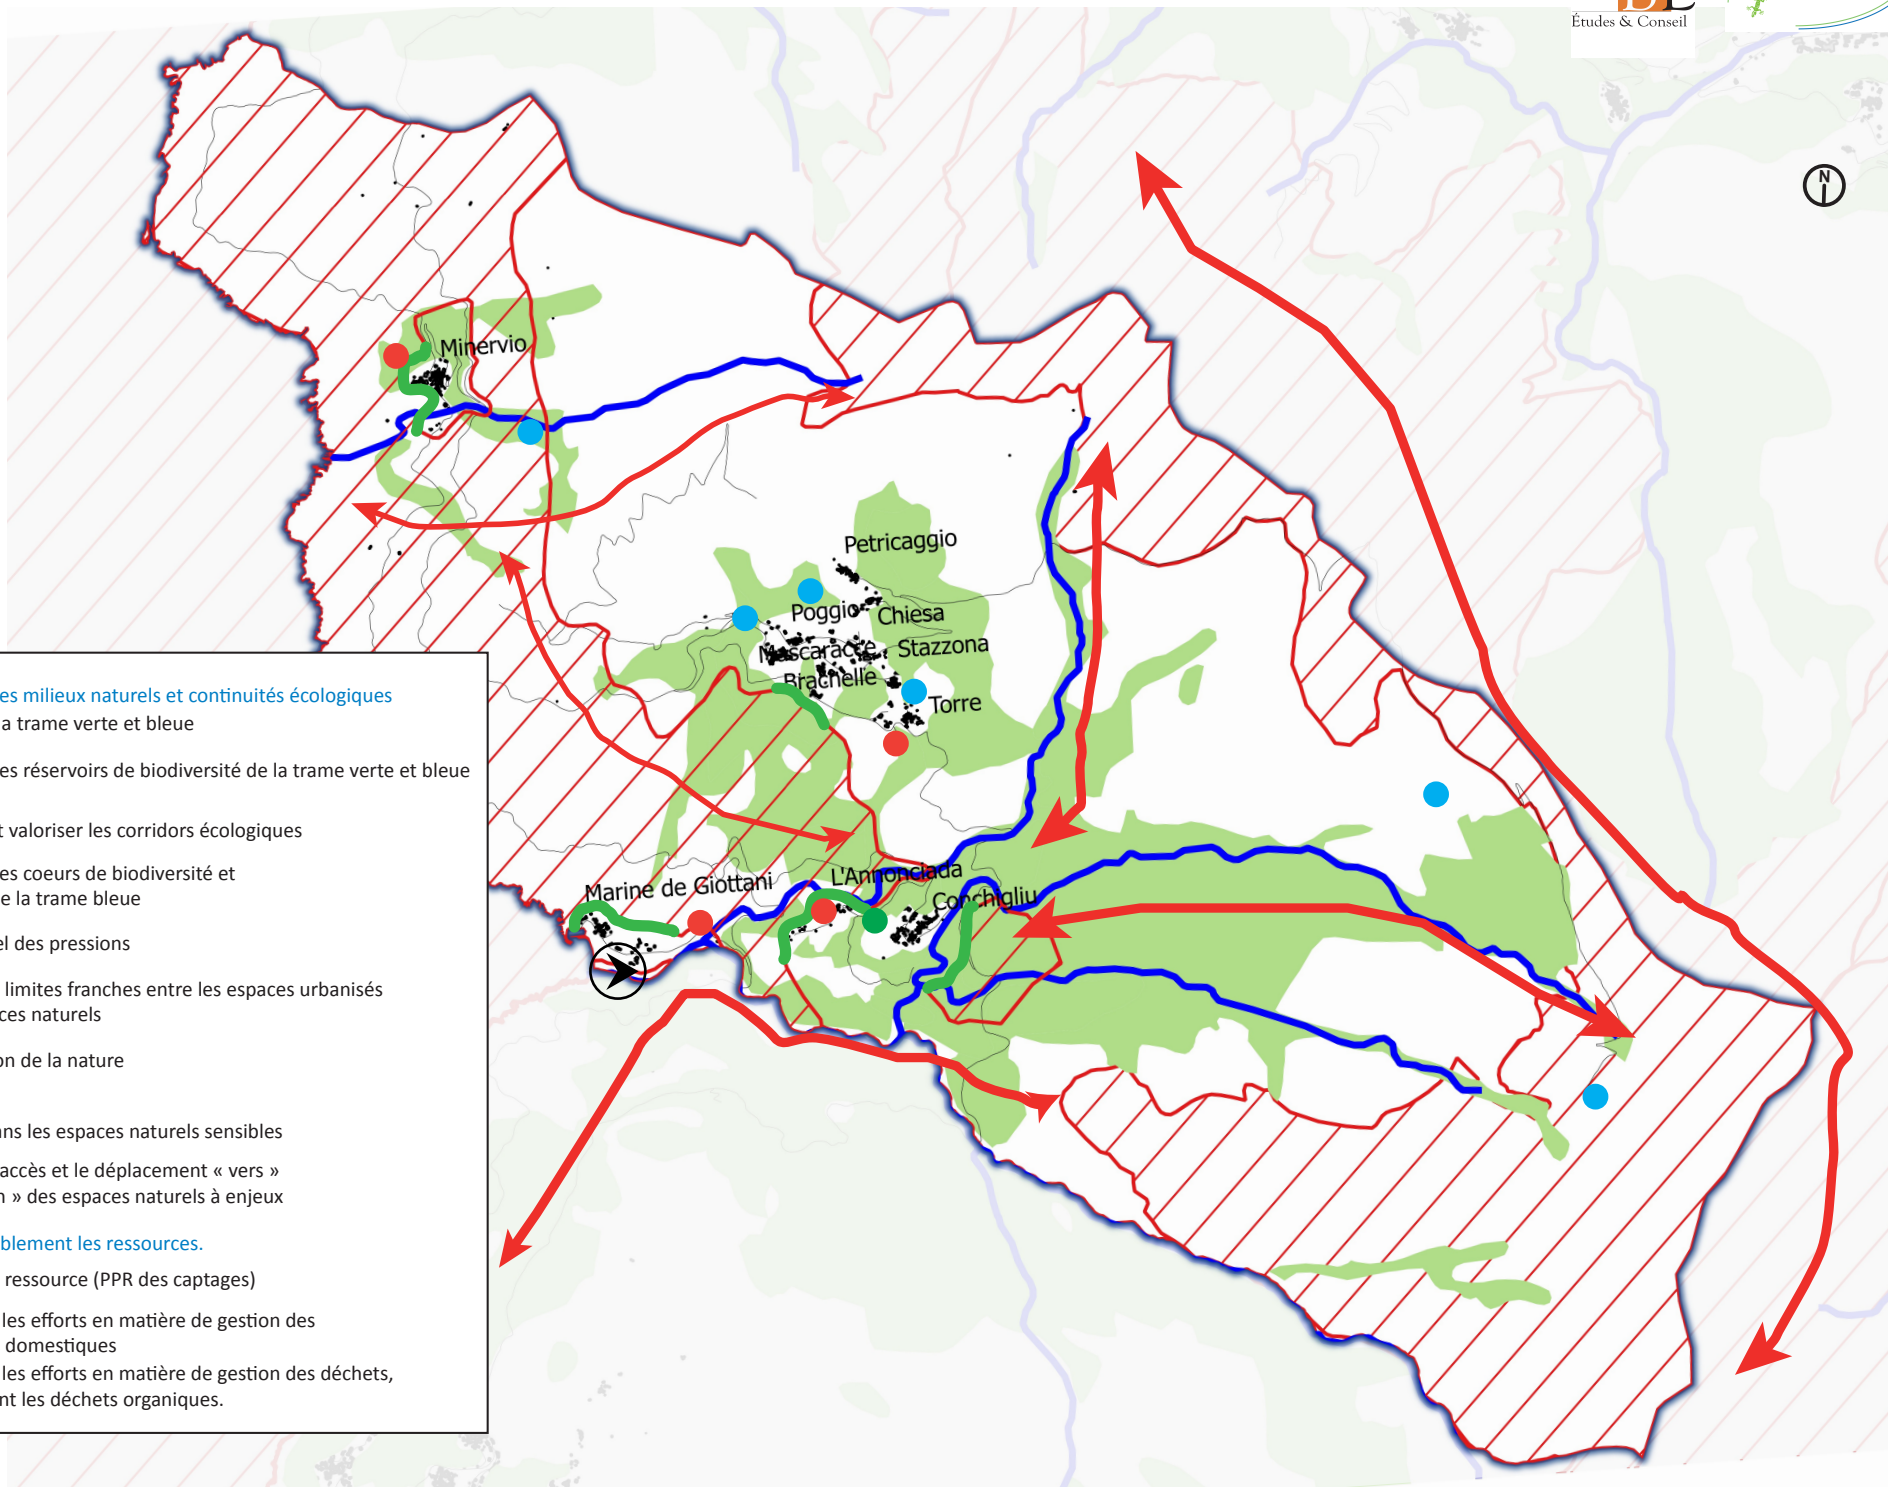 Études & Conseil
N
Minervio
Petricaggio
Poggio
Chiesa
Mascaracce
Stazzona
Brachelle
Torre
L'Annonciada
Marine de Giottani
Conchigliu
es milieux naturels et continuités écologiques
a trame verte et bleue
es réservoirs de biodiversité de la trame verte et bleue
t valoriser les corridors écologiques
es coeurs de biodiversité et
e la trame bleue
el des pressions
limites franches entre les espaces urbanisés
ces naturels
on de la nature
ans les espaces naturels sensibles
accès et le déplacement « vers »
n » des espaces naturels à enjeux
blement les ressources.
ressource (PPR des captages)
les efforts en matière de gestion des
domestiques
les efforts en matière de gestion des déchets,
nt les déchets organiques.